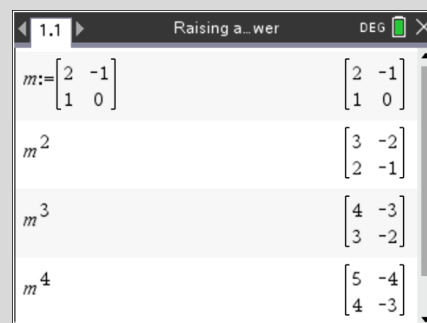 1.1 Raising a...wer DEG
m:=[2 -1
1 0] [2 -1
1 0]
m^2 [3 -2
2 -1]
m^3 [4 -3
3 -2]
m^4 [5 -4
4 -3]